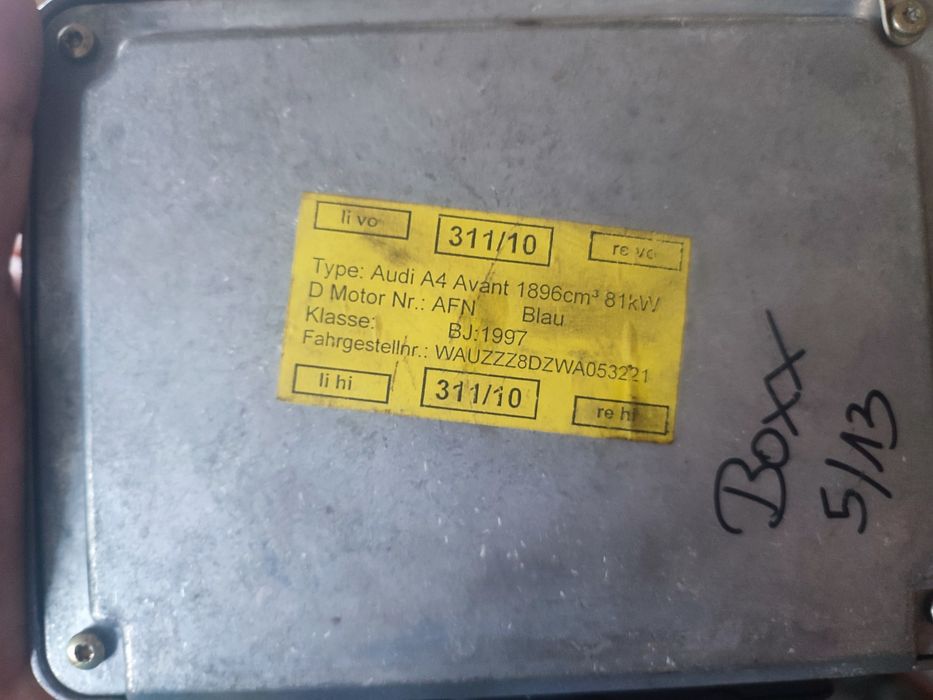 li vo 311/10 re vo
Type: Audi A4 Avant 1896cm³ 81kW
D Motor Nr.: AFN Blau
Klasse: BJ:1997
Fahrgestellnr.: WAUZZZ8DZWA053221
li hi 311/10 re hi
Boxx
5/13